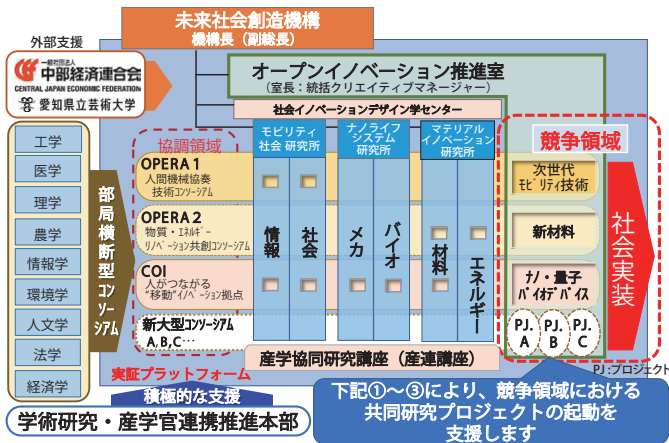 未来社会創造機構
機構長（副総長）
外部支援
一般社団法人
中部経済連合会
CENTRAL JAPAN ECONOMIC FEDERATION
愛知県立芸術大学
オープンイノベーション推進室
（室長：統括クリエイティブマネージャー）
社会イノベーションデザイン学センター
モビリティ
社会 研究所
ナノライフ
システム
研究所
マテリアル
イノベーション
研究所
工学
医学
理学
農学
情報学
環境学
人文学
法学
経済学
部局横断型コンソーシアム
協調領域
OPERA 1
人間機械協奏
技術コンソーシアム
OPERA 2
物質・エネルギー
リノベーション共創コンソーシアム
COI
人がつながる
“移動”イノベーション拠点
新大型コンソーシアム
A, B, C…
情報
社会
メカ
バイオ
材料
エネルギー
競争領域
次世代
モビリティ技術
新材料
ナノ・量子
バイオデバイス
PJ.
A
PJ.
B
PJ.
C
社会実装
産学協同研究講座（産連講座）
PJ.:プロジェクト
実証プラットフォーム
積極的な支援
学術研究・産学官連携推進本部
下記①～③により、競争領域における
共同研究プロジェクトの起動を
支援します